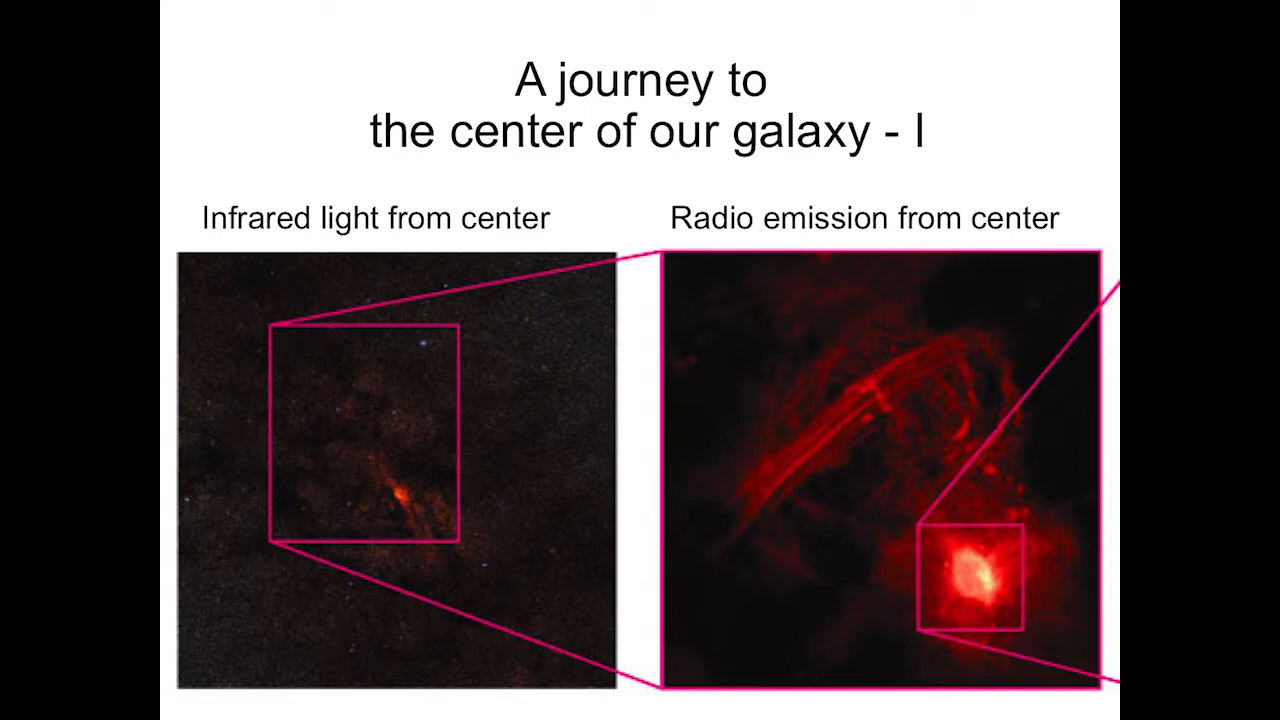 A journey to
the center of our galaxy - I
Infrared light from center
Radio emission from center